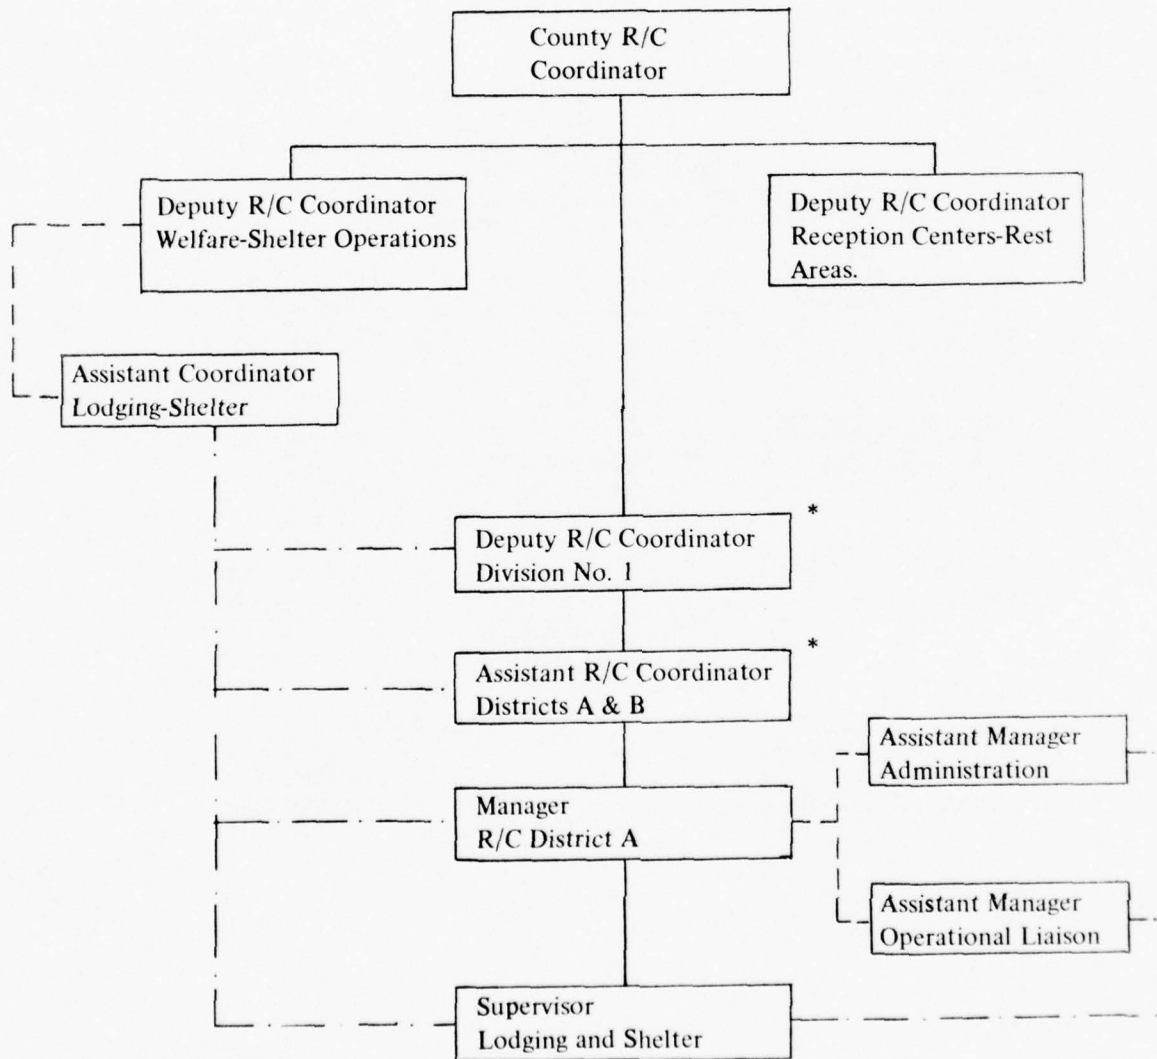 County R/C
Coordinator
Deputy R/C Coordinator
Welfare-Shelter Operations
Deputy R/C Coordinator
Reception Centers-Rest
Areas.
Assistant Coordinator
Lodging-Shelter
*
Deputy R/C Coordinator
Division No. 1
*
Assistant R/C Coordinator
Districts A & B
Manager
R/C District A
Assistant Manager
Administration
Assistant Manager
Operational Liaison
Supervisor
Lodging and Shelter